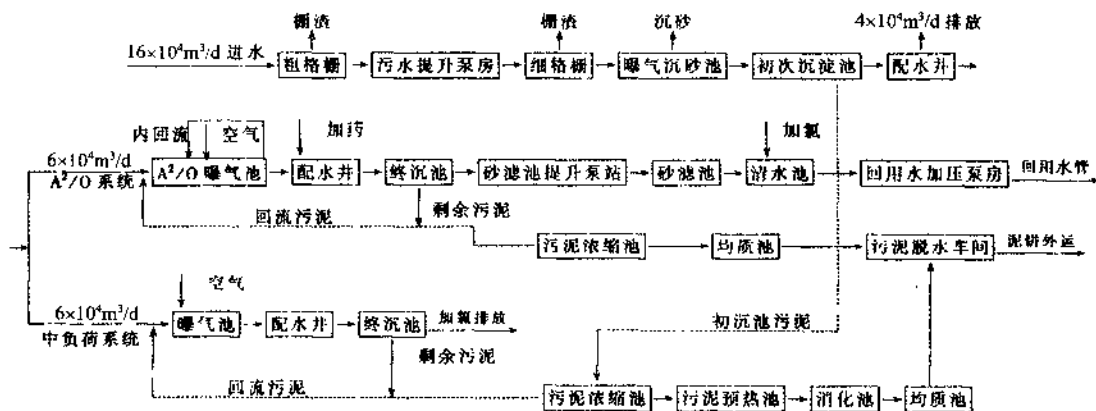 栅渣
栅渣
沉砂
4×10⁴m³/d 排放
16×10⁴m³/d 进水
粗格栅
污水提升泵房
细格栅
曝气沉砂池
初次沉淀池
配水井
内回流
空气
加药
加氯
6×10⁴m³/d
A²/O 系统
A²/O 曝气池
配水井
终沉池
砂滤池提升泵站
砂滤池
清水池
回用水加压泵房
回用水管
回流污泥
剩余污泥
污泥浓缩池
均质池
污泥脱水车间
泥饼外运
空气
6×10⁴m³/d
中负荷系统
曝气池
配水井
终沉池
加氯排放
初沉池污泥
剩余污泥
回流污泥
污泥浓缩池
污泥预热池
消化池
均质池